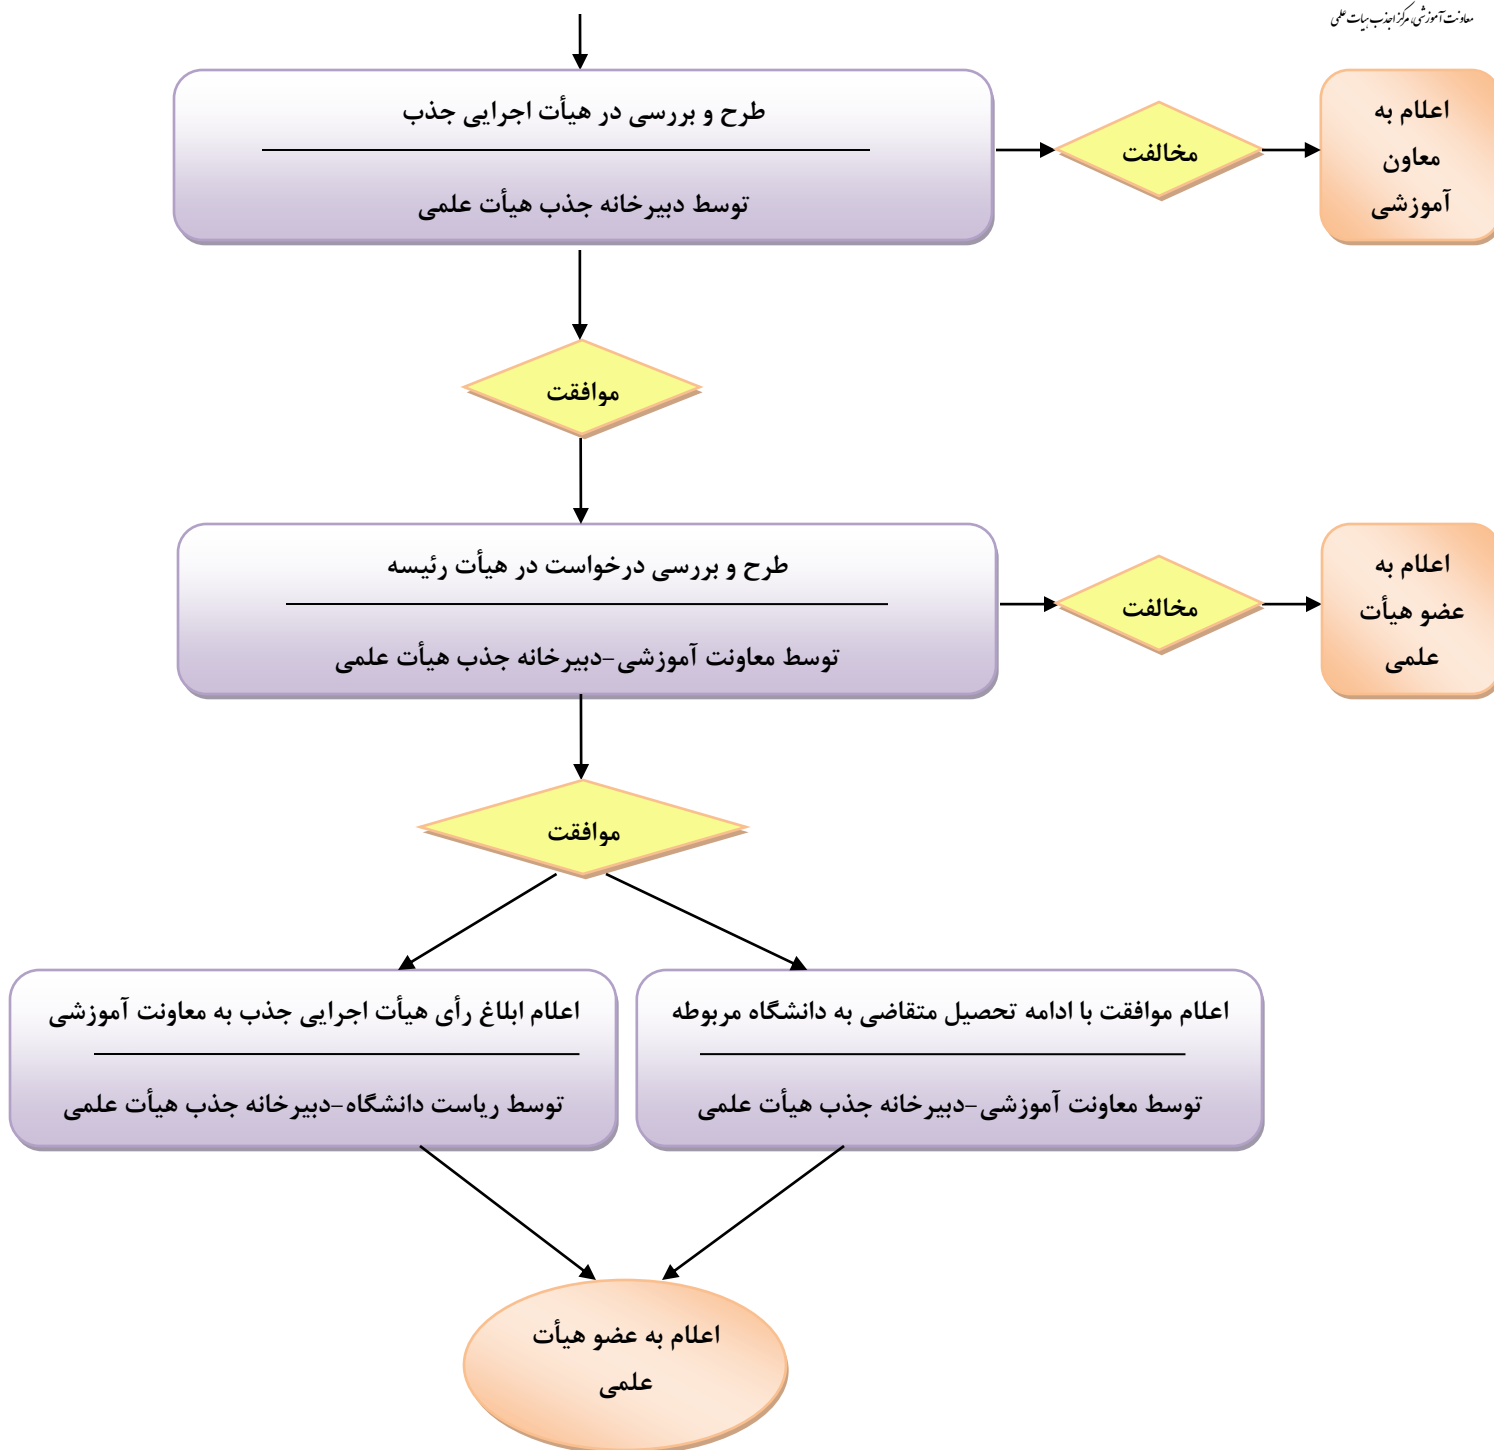 معاونت آموزشی، مرکز جذب هیات علمی
طرح و بررسی در هیأت اجرایی جذب
توسط دبیرخانه جذب هیأت علمی
مخالفت
اعلام به
معاون
آموزشی
موافقت
طرح و بررسی درخواست در هیأت رئیسه
توسط معاونت آموزشی-دبیرخانه جذب هیأت علمی
مخالفت
اعلام به
عضو هیأت
علمی
موافقت
اعلام موافقت با ادامه تحصیل متقاضی به دانشگاه مربوطه
توسط معاونت آموزشی-دبیرخانه جذب هیأت علمی
اعلام ابلاغ رأی هیأت اجرایی جذب به معاونت آموزشی
توسط ریاست دانشگاه-دبیرخانه جذب هیأت علمی
اعلام به عضو هیأت
علمی